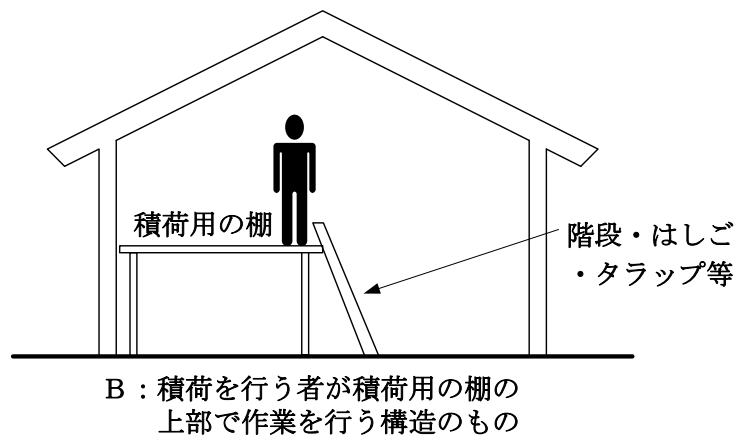 積荷用の棚
階段・はしご
・タラップ等
Ｂ：積荷を行う者が積荷用の棚の
上部で作業を行う構造のもの